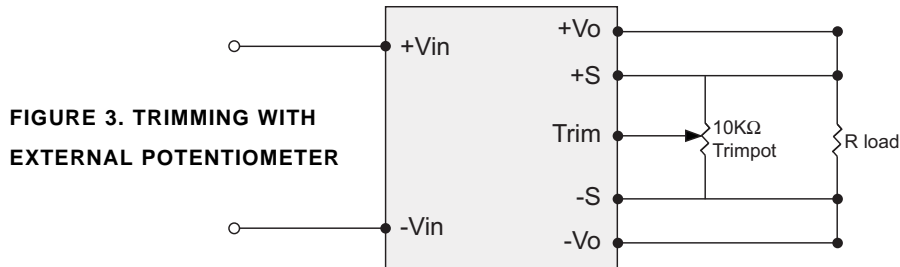 FIGURE 3. TRIMMING WITH
EXTERNAL POTENTIOMETER
+Vin
-Vin
+Vo
+S
Trim
-S
-Vo
10KΩ
Trimpot
R load